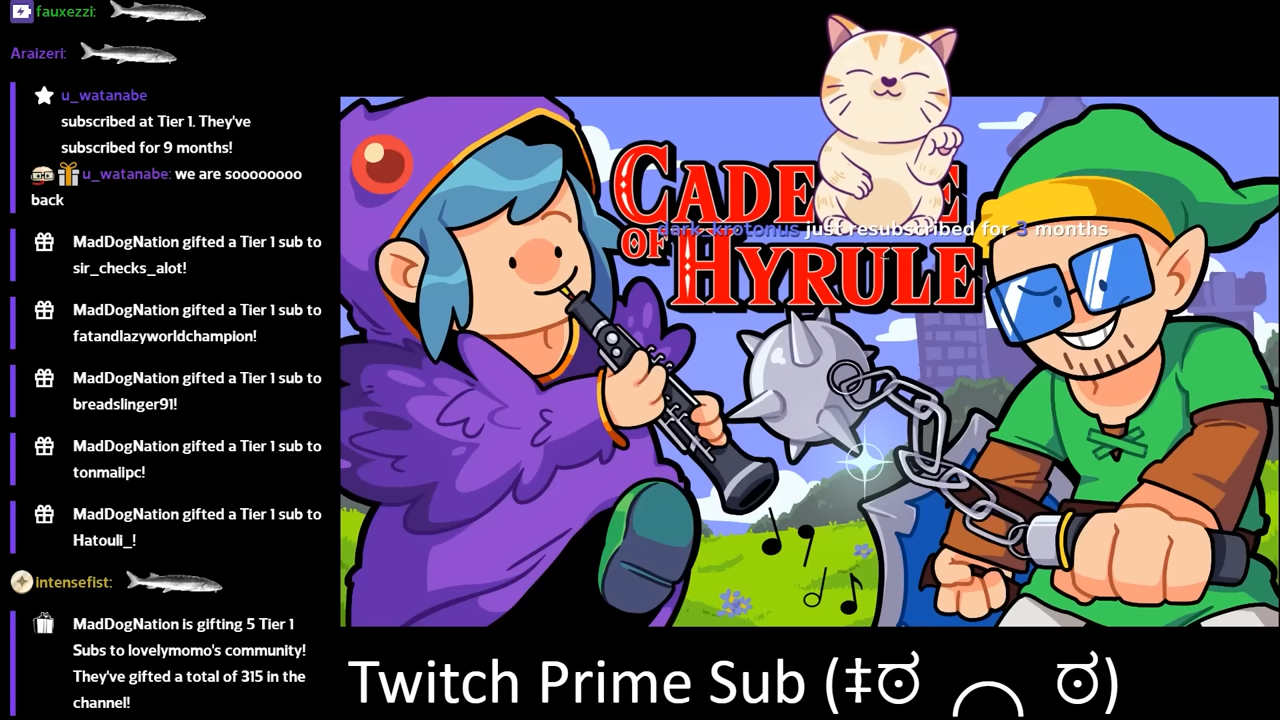 fauxezzi:
Araizeri:
u_watanabe
subscribed at Tier 1. They've
subscribed for 9 months!
u_watanabe: we are soooooooo
back
MadDogNation gifted a Tier 1 sub to
sir_checks_alot!
MadDogNation gifted a Tier 1 sub to
fatandlazyworldchampion!
MadDogNation gifted a Tier 1 sub to
breadslinger91!
MadDogNation gifted a Tier 1 sub to
tonmaiipc!
MadDogNation gifted a Tier 1 sub to
Hatouli_!
intensefist:
MadDogNation is gifting 5 Tier 1
Subs to lovelymomo's community!
They've gifted a total of 315 in the
channel!
OF HYRULE
dark_krotonus just resubscribed for 3 months
Twitch Prime Sub (‡ಠ ︵ ಠ)